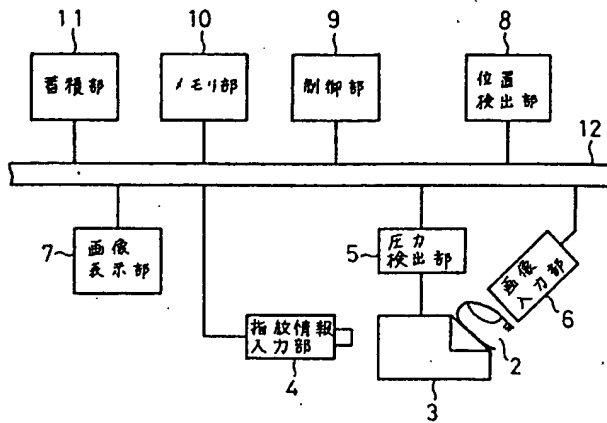 11
10
9
8
蓄積部
メモリ部
制御部
位置
検出部
12
7
画像
表示部
5
圧力
検出部
画像
入力部
6
指紋情報
入力部
4
2
3